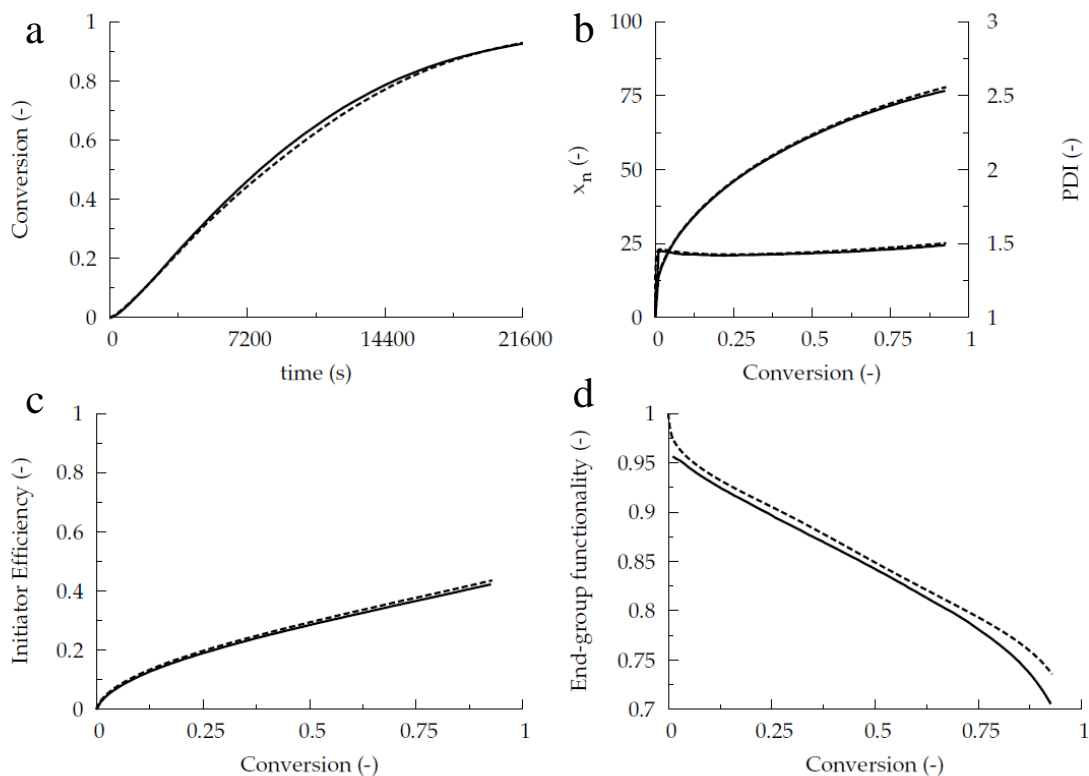 a
1
0.8
0.6
0.4
0.2
0
Conversion (-)
0 7200 14400 21600
time (s)
b
100
75
50
25
0
x_n (-)
3
2.5
2
1.5
1
PDI (-)
0 0.25 0.5 0.75 1
Conversion (-)
c
1
0.8
0.6
0.4
0.2
0
Initiator Efficiency (-)
0 0.25 0.5 0.75 1
Conversion (-)
d
1
0.95
0.9
0.85
0.8
0.75
0.7
End-group functionality (-)
0 0.25 0.5 0.75 1
Conversion (-)